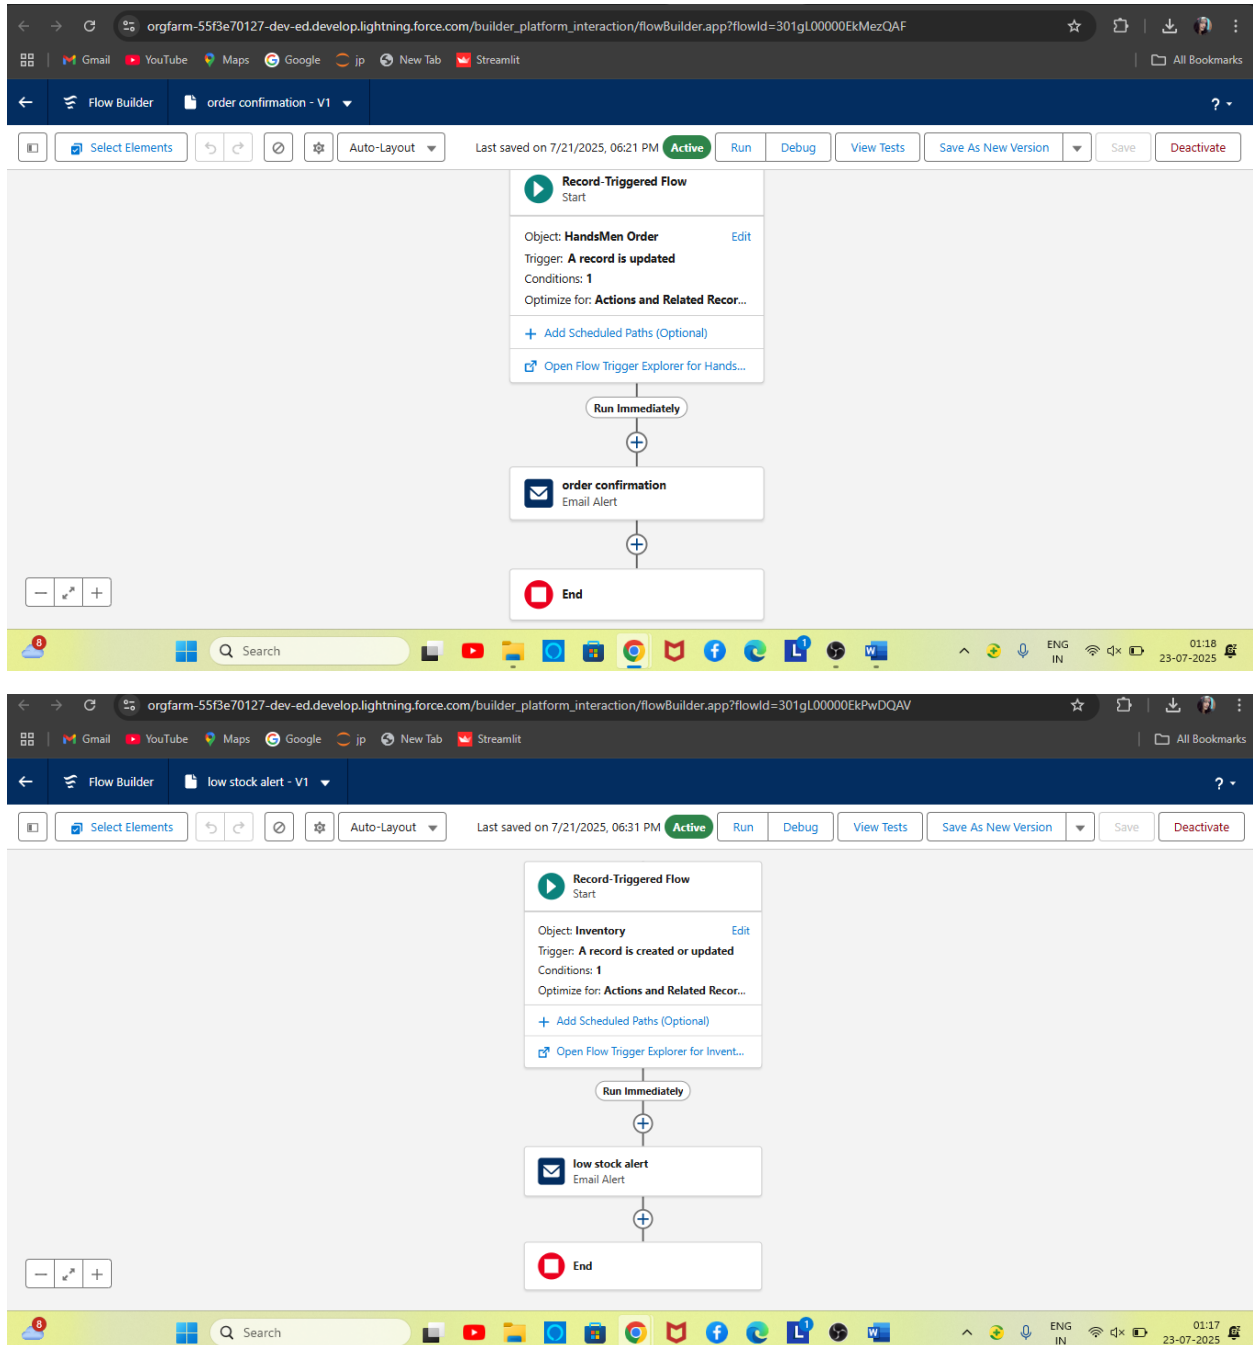 orgfarm-55f3e70127-dev-ed.develop.lightning.force.com/builder_platform_interaction/flowBuilder.app?flowId=301gL00000EkMezQAF
Gmail YouTube Maps Google jp New Tab Streamlit All Bookmarks
Flow Builder order confirmation - V1 ?
Select Elements Auto-Layout Last saved on 7/21/2025, 06:21 PM Active Run Debug View Tests Save As New Version Save Deactivate
Record-Triggered Flow
Start
Object: HandsMen Order Edit
Trigger: A record is updated
Conditions: 1
Optimize for: Actions and Related Recor...
+ Add Scheduled Paths (Optional)
Open Flow Trigger Explorer for Hands...
Run Immediately
order confirmation
Email Alert
End
8 Search L 1 ENG 01:18
IN 23-07-2025
orgfarm-55f3e70127-dev-ed.develop.lightning.force.com/builder_platform_interaction/flowBuilder.app?flowId=301gL00000EkPwDQAV
Gmail YouTube Maps Google jp New Tab Streamlit All Bookmarks
Flow Builder low stock alert - V1 ?
Select Elements Auto-Layout Last saved on 7/21/2025, 06:31 PM Active Run Debug View Tests Save As New Version Save Deactivate
Record-Triggered Flow
Start
Object: Inventory Edit
Trigger: A record is created or updated
Conditions: 1
Optimize for: Actions and Related Recor...
+ Add Scheduled Paths (Optional)
Open Flow Trigger Explorer for Invent...
Run Immediately
low stock alert
Email Alert
End
8 Search L 1 ENG 01:17
IN 23-07-2025